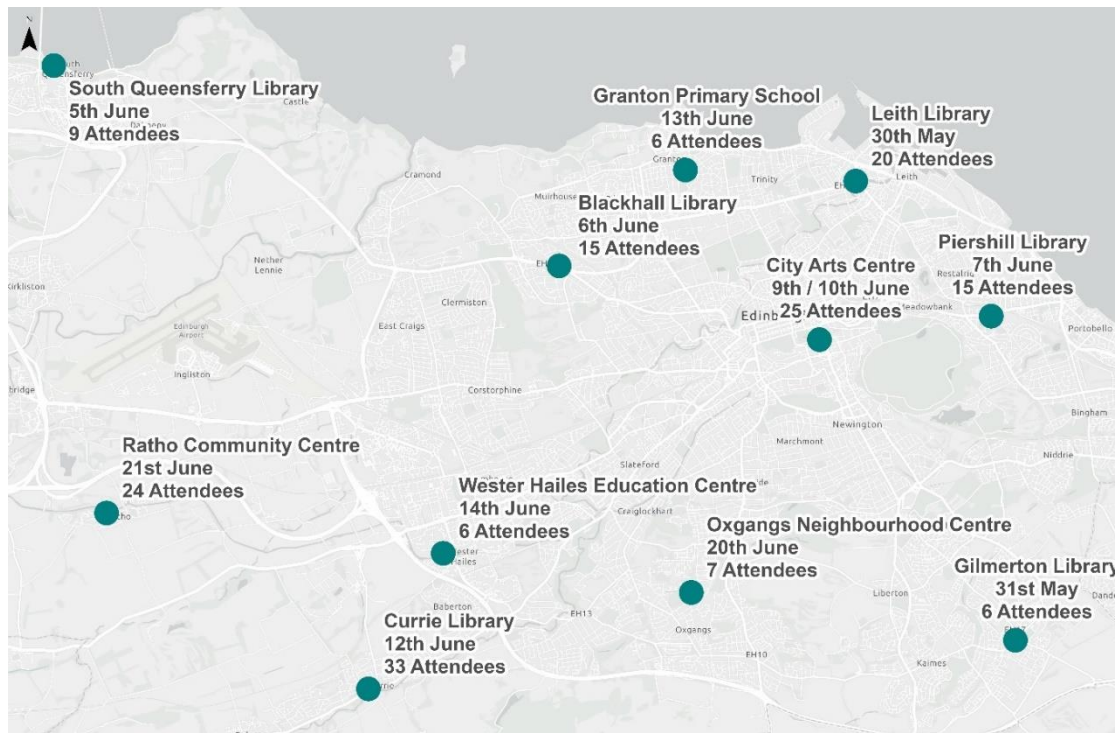 N
South Queensferry Library
5th June
9 Attendees
Castle
Granton Primary School
13th June
6 Attendees
Leith Library
30th May
20 Attendees
Cramond
Muirhouse
Trinity
Leith
Blackhall Library
6th June
15 Attendees
Nether
Lennie
Kirkliston
Clermiston
East Craigs
Edinburgh
Airport
Ingliston
Corstorphine
City Arts Centre
9th / 10th June
25 Attendees
Piershill Library
7th June
15 Attendees
Meadowbank
Portobello
Bingham
Newington
Marchmont
Niddrie
Slateford
Craiglockhart
Ratho Community Centre
21st June
24 Attendees
Wester Hailes Education Centre
14th June
6 Attendees
Oxgangs Neighbourhood Centre
20th June
7 Attendees
Gilmerton Library
31st May
6 Attendees
Liberton
Baberton
EH13
Oxgangs
EH10
Kaimes
Currie Library
12th June
33 Attendees